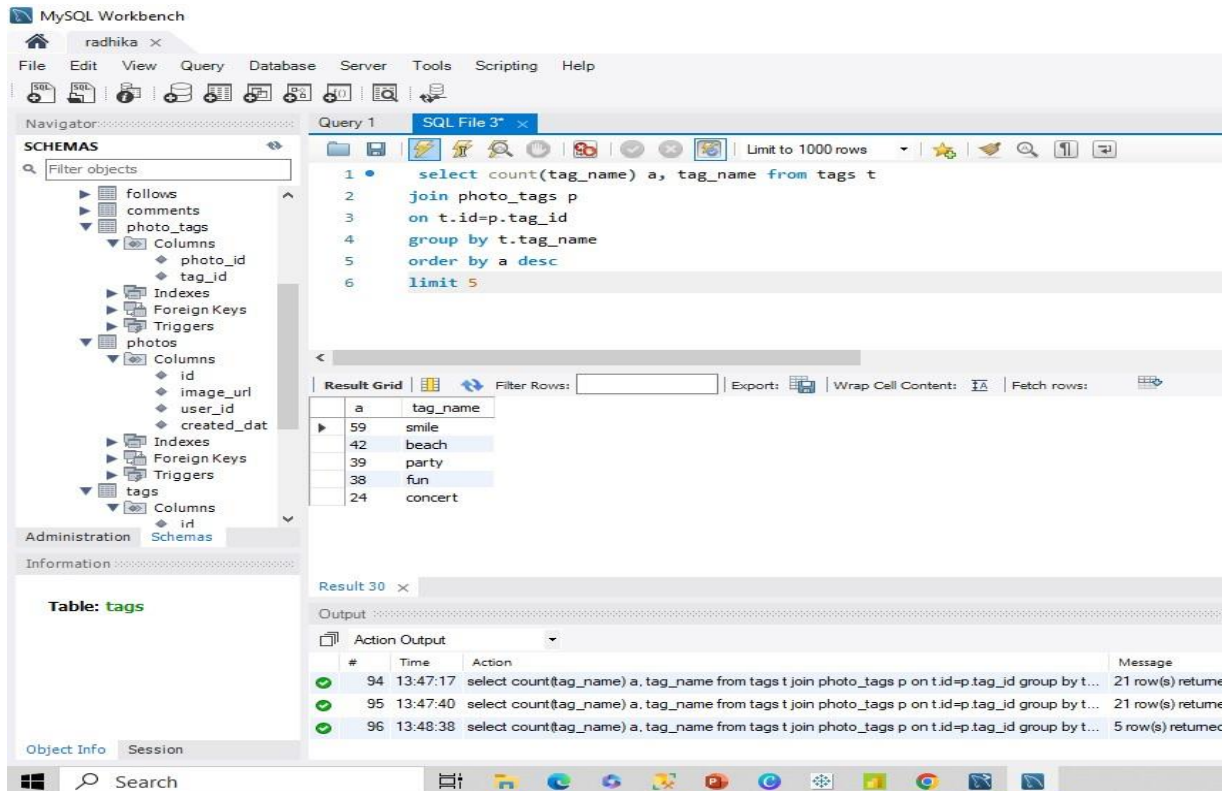 MySQL Workbench
radhika ×
File Edit View Query Database Server Tools Scripting Help
Navigator
SCHEMAS
Filter objects
follows
comments
photo_tags
Columns
photo_id
tag_id
Indexes
Foreign Keys
Triggers
photos
Columns
id
image_url
user_id
created_dat
Indexes
Foreign Keys
Triggers
tags
Columns
id
Administration Schemas
Information
Table: tags
Object Info Session
Query 1 SQL File 3* ×
Limit to 1000 rows
1 select count(tag_name) a, tag_name from tags t
2 join photo_tags p
3 on t.id=p.tag_id
4 group by t.tag_name
5 order by a desc
6 limit 5
Result Grid Filter Rows: Export: Wrap Cell Content: Fetch rows:
a tag_name
59 smile
42 beach
39 party
38 fun
24 concert
Result 30 ×
Output
Action Output
# Time Action Message
94 13:47:17 select count(tag_name) a, tag_name from tags t join photo_tags p on t.id=p.tag_id group by t... 21 row(s) returne
95 13:47:40 select count(tag_name) a, tag_name from tags t join photo_tags p on t.id=p.tag_id group by t... 21 row(s) returne
96 13:48:38 select count(tag_name) a, tag_name from tags t join photo_tags p on t.id=p.tag_id group by t... 5 row(s) returned
Search